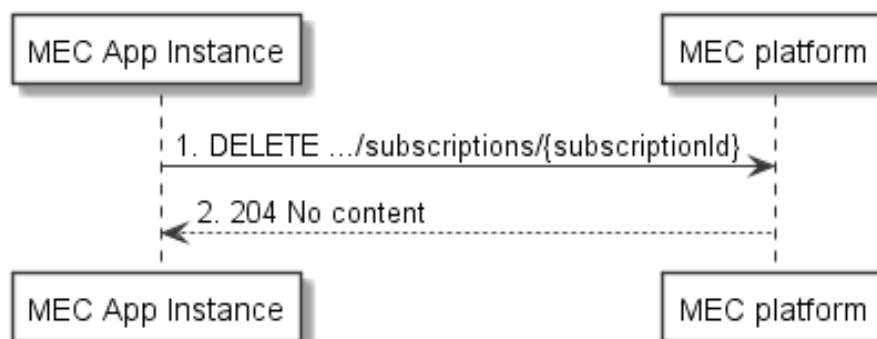 MEC App Instance
MEC platform
1. DELETE .../subscriptions/{subscriptionId}
2. 204 No content
MEC App Instance
MEC platform